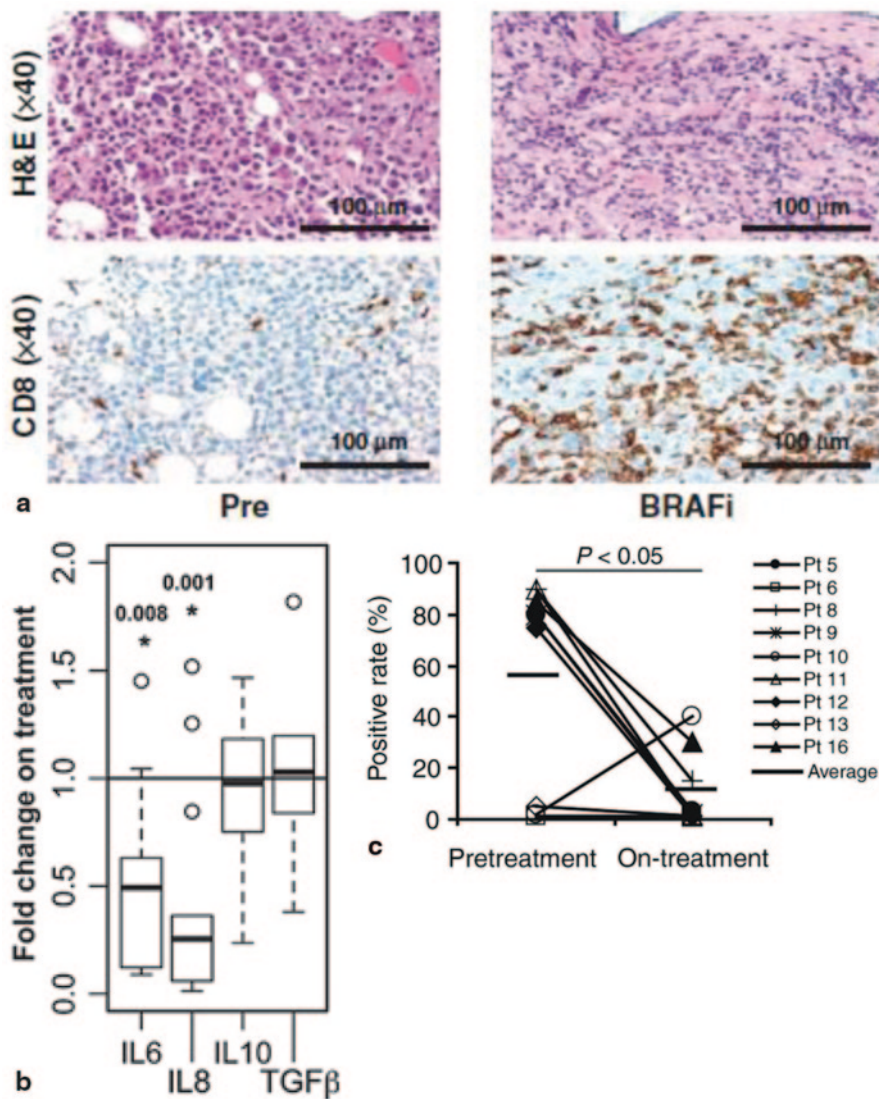 H&E (×40)
100 μm
100 μm
CD8 (×40)
100 μm
100 μm
a
Pre
BRAFi
Fold change on treatment
2.0
1.5
1.0
0.5
0.0
0.008
*
0.001
*
IL6
IL8
IL10
TGFβ
b
Positive rate (%)
100
80
60
40
20
0
P < 0.05
Pretreatment
On-treatment
c
Pt 5
Pt 6
Pt 8
Pt 9
Pt 10
Pt 11
Pt 12
Pt 13
Pt 16
Average